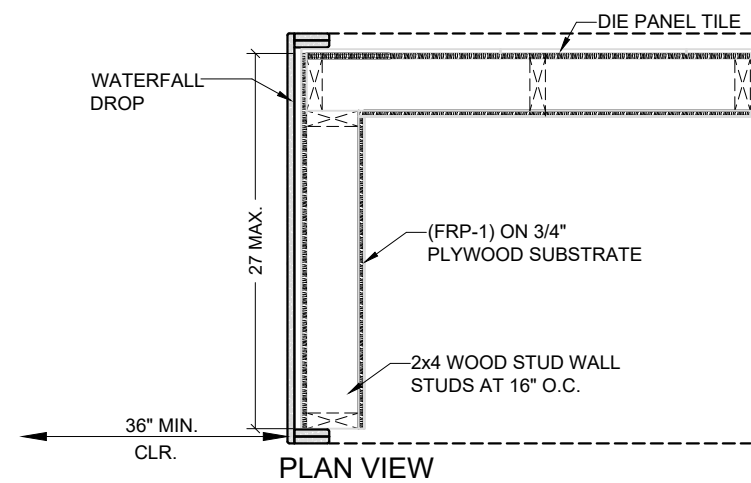 DIE PANEL TILE
WATERFALL
DROP
27 MAX.
(FRP-1) ON 3/4"
PLYWOOD SUBSTRATE
2x4 WOOD STUD WALL
STUDS AT 16" O.C.
36" MIN.
CLR.
PLAN VIEW